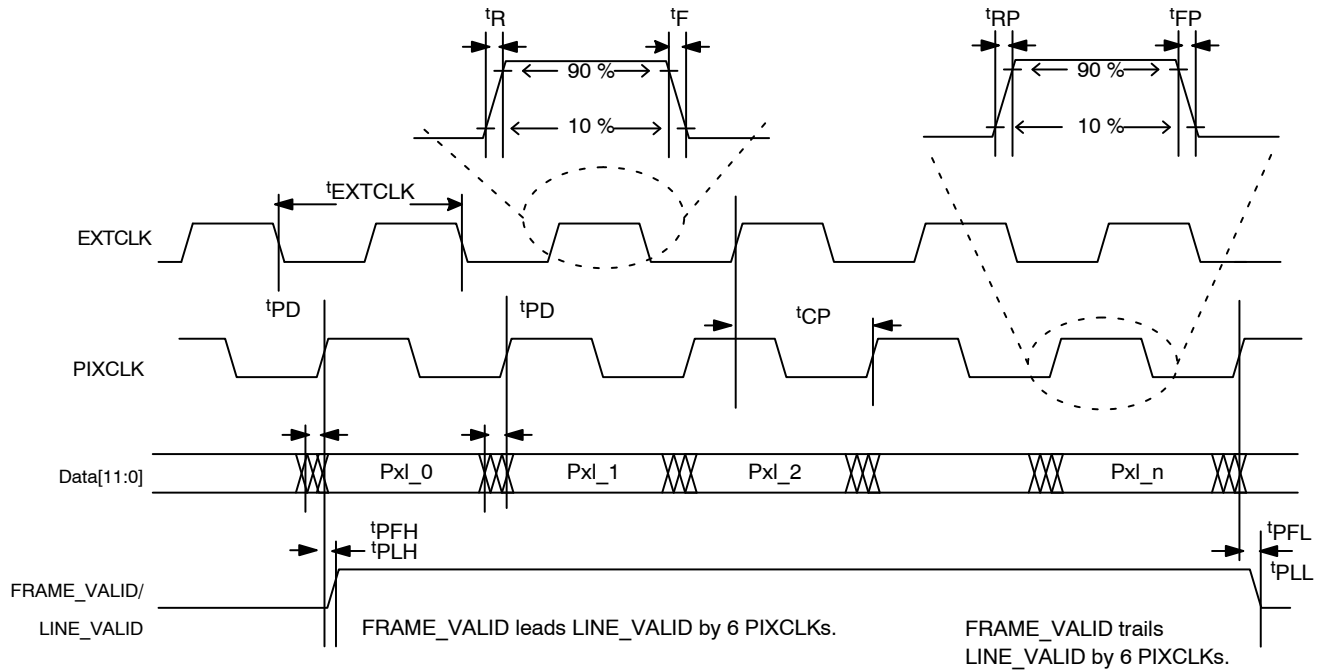 tR
tF
tRP
tFP
90 %
90 %
10 %
10 %
tEXTCLK
EXTCLK
tPD
tPD
tCP
PIXCLK
Data[11:0]
Pxl_0
Pxl_1
Pxl_2
Pxl_n
tPFH
tPLH
tPFL
tPLL
FRAME_VALID/
LINE_VALID
FRAME_VALID leads LINE_VALID by 6 PIXCLKs.
FRAME_VALID trails
LINE_VALID by 6 PIXCLKs.